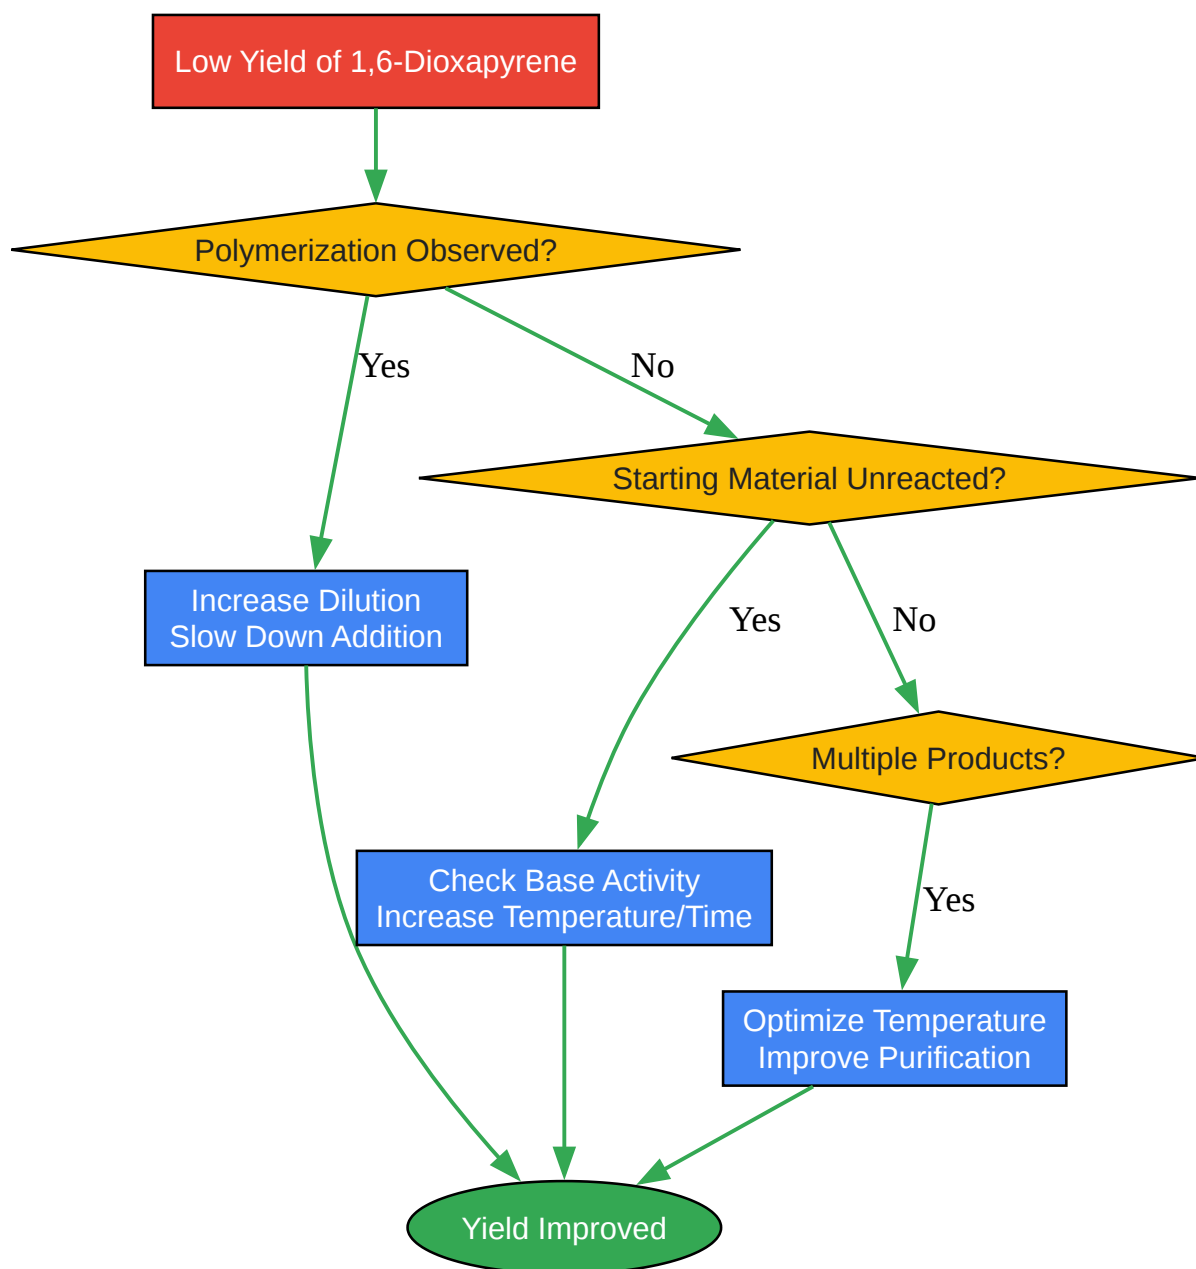 Low Yield of 1,6-Dioxapyrene
Polymerization Observed?
Yes
No
Starting Material Unreacted?
Increase Dilution
Slow Down Addition
Yes
No
Multiple Products?
Check Base Activity
Increase Temperature/Time
Yes
Optimize Temperature
Improve Purification
Yield Improved